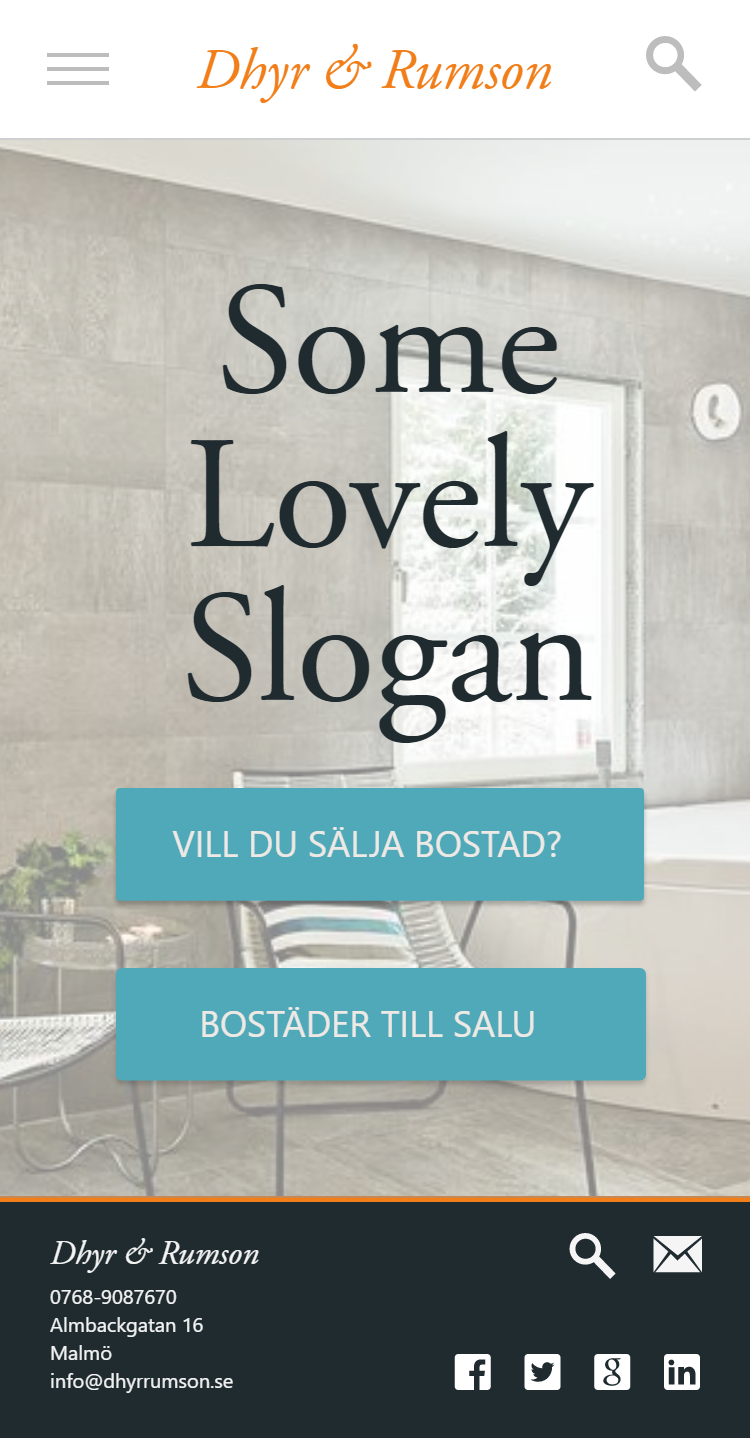 Dhyr & Rumson
Some
Lovely
Slogan
VILL DU SÄLJA BOSTAD?
BOSTÄDER TILL SALU
Dhyr & Rumson
0768-9087670
Almbackgatan 16
Malmö
info@dhyrrumson.se